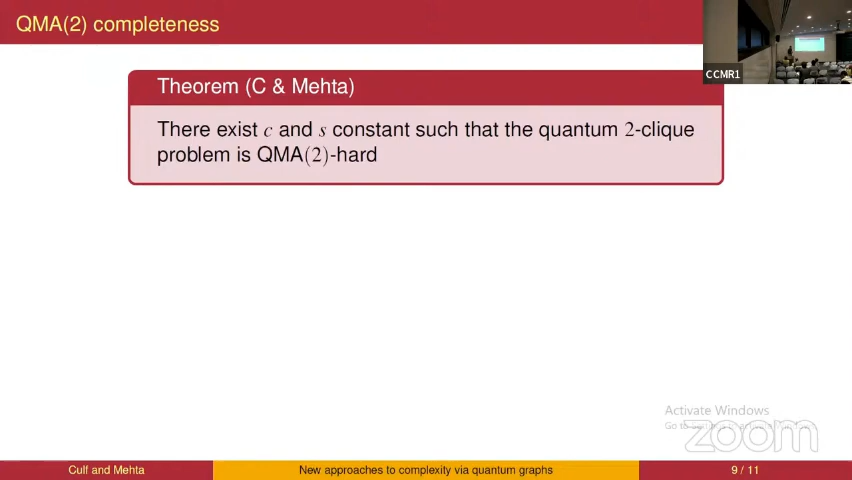 QMA(2) completeness
CCMR1
Theorem (C & Mehta)
There exist c and s constant such that the quantum 2-clique
problem is QMA(2)-hard
Activate Windows
zoom
Culf and Mehta
New approaches to complexity via quantum graphs
9 / 11